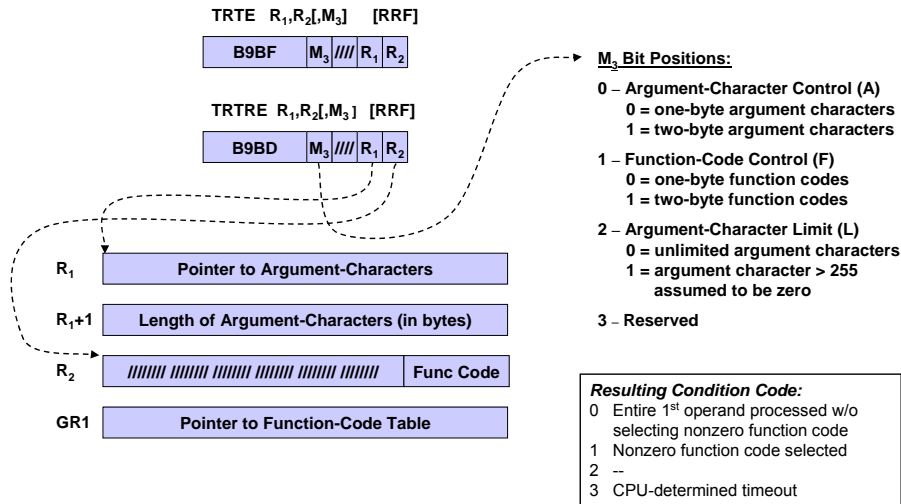 TRTE R1,R2[,M3] [RRF]
B9BF M3 //// R1 R2
TRTRE R1,R2[,M3] [RRF]
B9BD M3 //// R1 R2
R1 Pointer to Argument-Characters
R1+1 Length of Argument-Characters (in bytes)
R2 //////// //////// //////// //////// //////// //////// Func Code
GR1 Pointer to Function-Code Table
M3 Bit Positions:
0 – Argument-Character Control (A)
0 = one-byte argument characters
1 = two-byte argument characters
1 – Function-Code Control (F)
0 = one-byte function codes
1 = two-byte function codes
2 – Argument-Character Limit (L)
0 = unlimited argument characters
1 = argument character > 255
assumed to be zero
3 – Reserved
Resulting Condition Code:
0 Entire 1st operand processed w/o
selecting nonzero function code
1 Nonzero function code selected
2 --
3 CPU-determined timeout